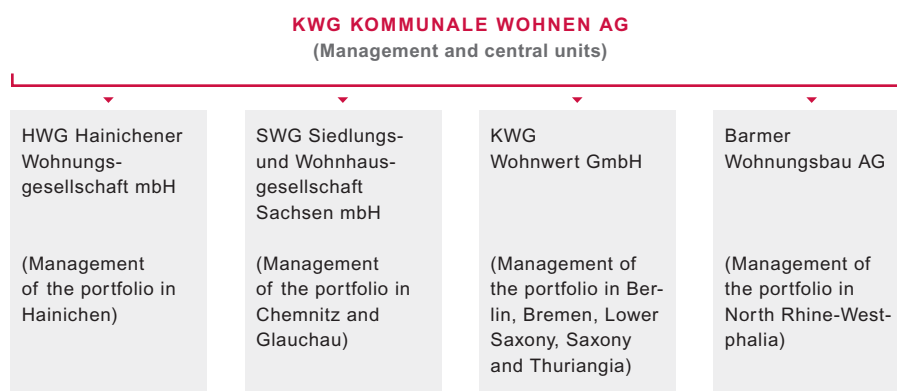 KWG KOMMUNALE WOHNEN AG
(Management and central units)
HWG Hainichener
Wohnungs-
gesellschaft mbH
(Management
of the portfolio in
Hainichen)
SWG Siedlungs-
und Wohnhaus-
gesellschaft
Sachsen mbH
(Management
of the portfolio in
Chemnitz and
Glauchau)
KWG
Wohnwert GmbH
(Management of
the portfolio in Ber-
lin, Bremen, Lower
Saxony, Saxony
and Thuriangia)
Barmer
Wohnungsbau AG
(Management of
the portfolio in
North Rhine-West-
phalia)